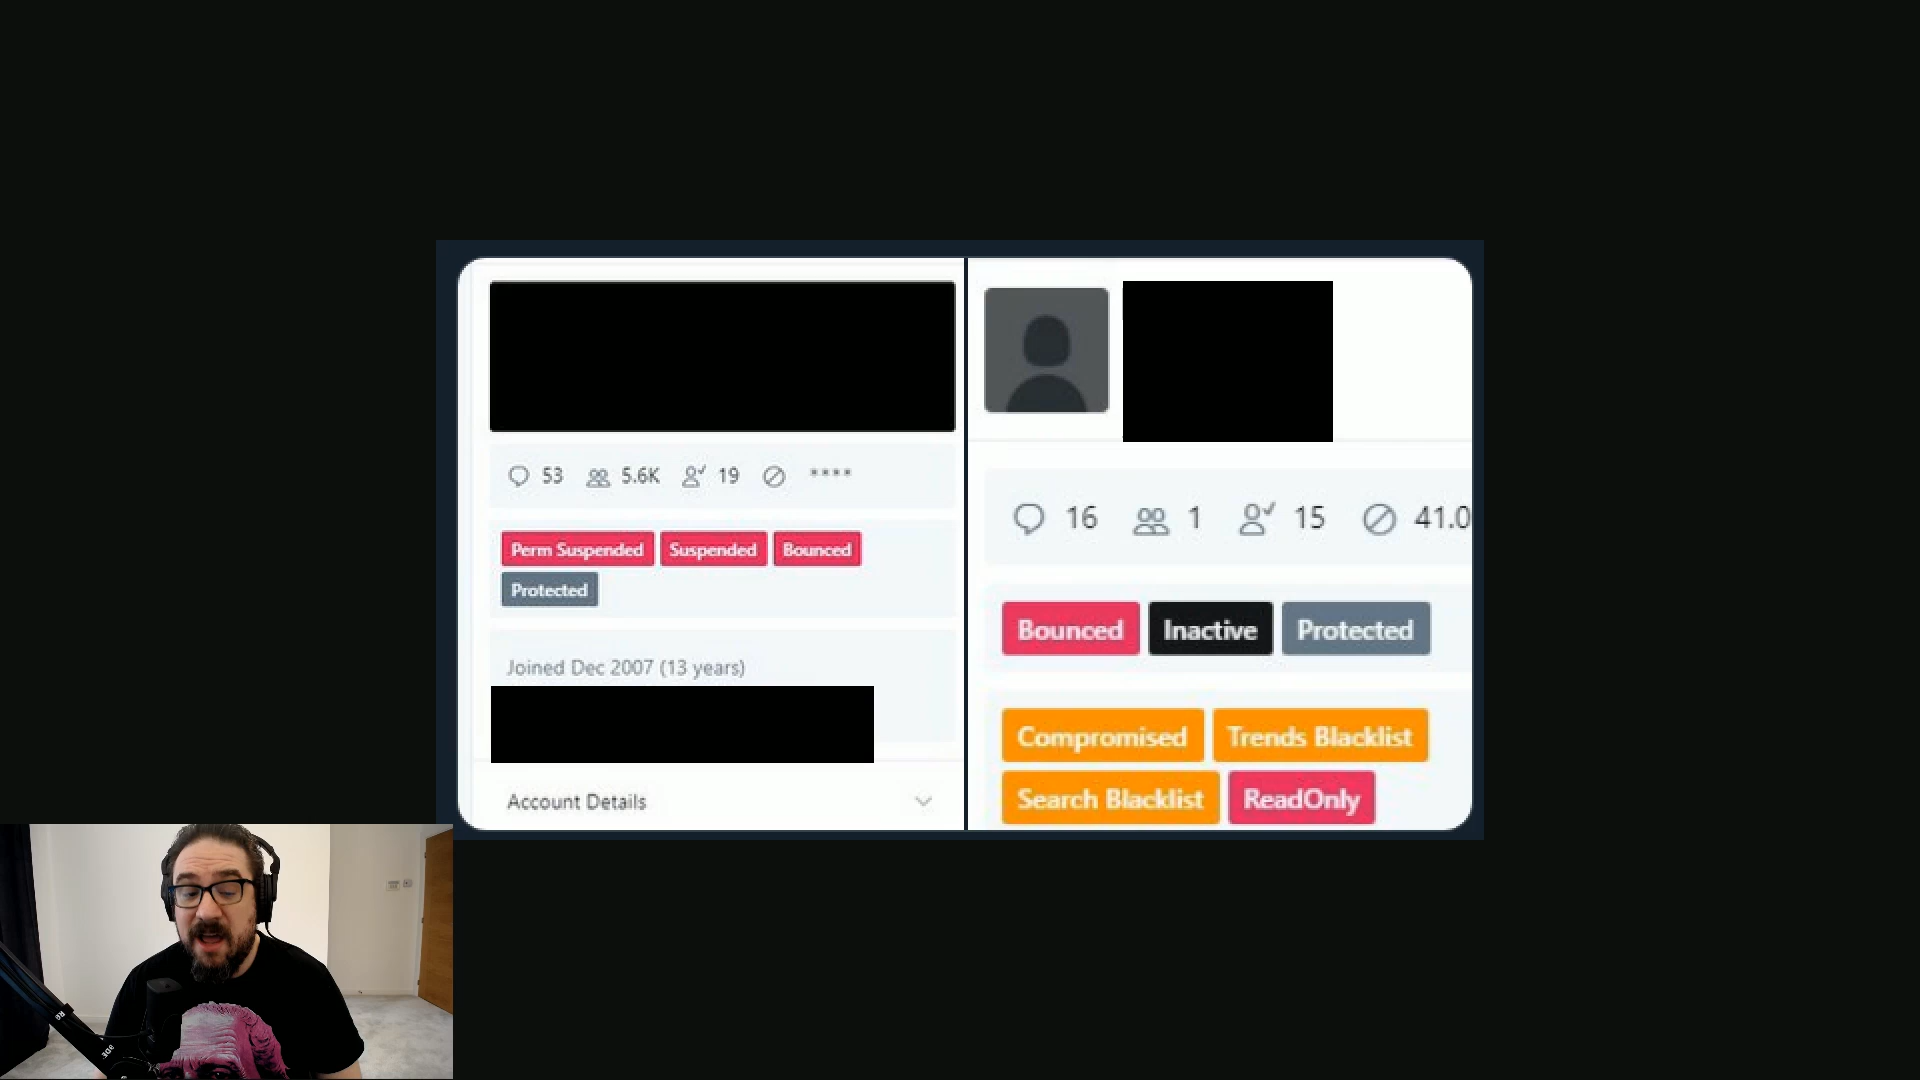 53 5.6K 19 ****
Perm Suspended Suspended Bounced
Protected
Joined Dec 2007 (13 years)
Account Details
16 1 15 41.0
Bounced Inactive Protected
Compromised Trends Blacklist
Search Blacklist ReadOnly